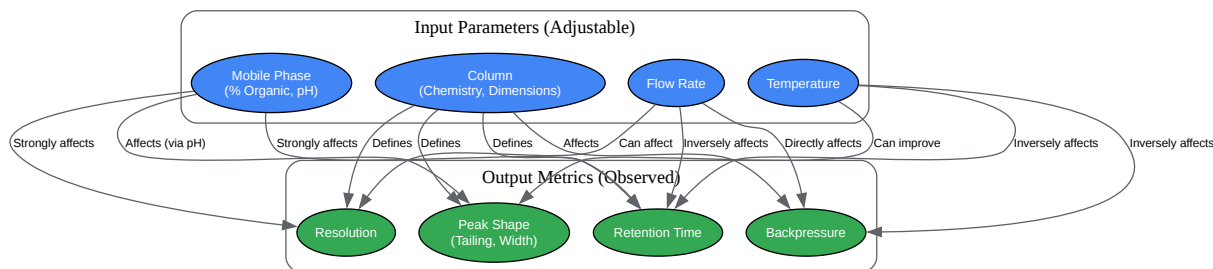 Input Parameters (Adjustable)
Mobile Phase
(% Organic, pH)
Column
(Chemistry, Dimensions)
Flow Rate
Temperature
Strongly affects
Affects (via pH)
Strongly affects
Defines
Defines
Defines
Affects
Can affect
Inversely affects
Directly affects
Can improve
Inversely affects
Inversely affects
Output Metrics (Observed)
Resolution
Peak Shape
(Tailing, Width)
Retention Time
Backpressure